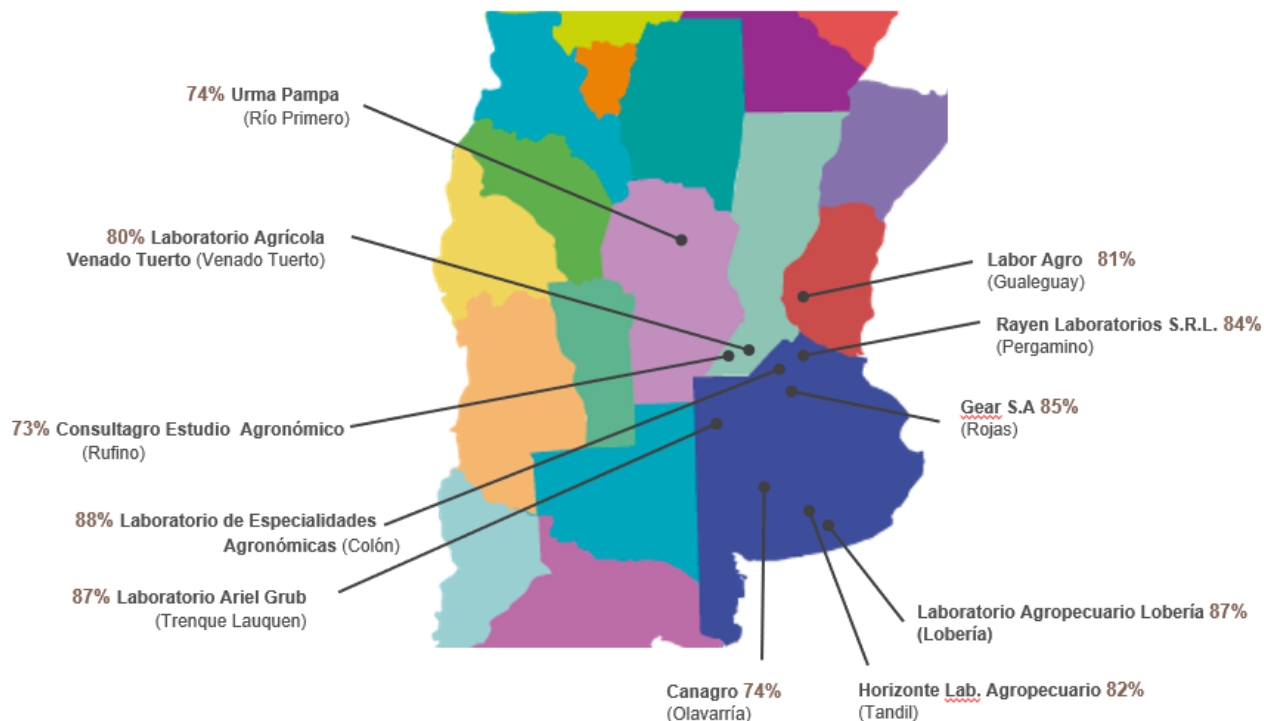 74% Urma Pampa
(Río Primero)
80% Laboratorio Agrícola
Venado Tuerto (Venado Tuerto)
73% Consultagro Estudio Agronómico
(Rufino)
88% Laboratorio de Especialidades
Agronómicas (Colón)
87% Laboratorio Ariel Grub
(Trenque Lauquen)
Labor Agro 81%
(Gualeguay)
Rayen Laboratorios S.R.L. 84%
(Pergamino)
Gear S.A 85%
(Rojas)
Laboratorio Agropecuario Lobería 87%
(Lobería)
Canagro 74%
(Olavarría)
Horizonte Lab. Agropecuario 82%
(Tandil)